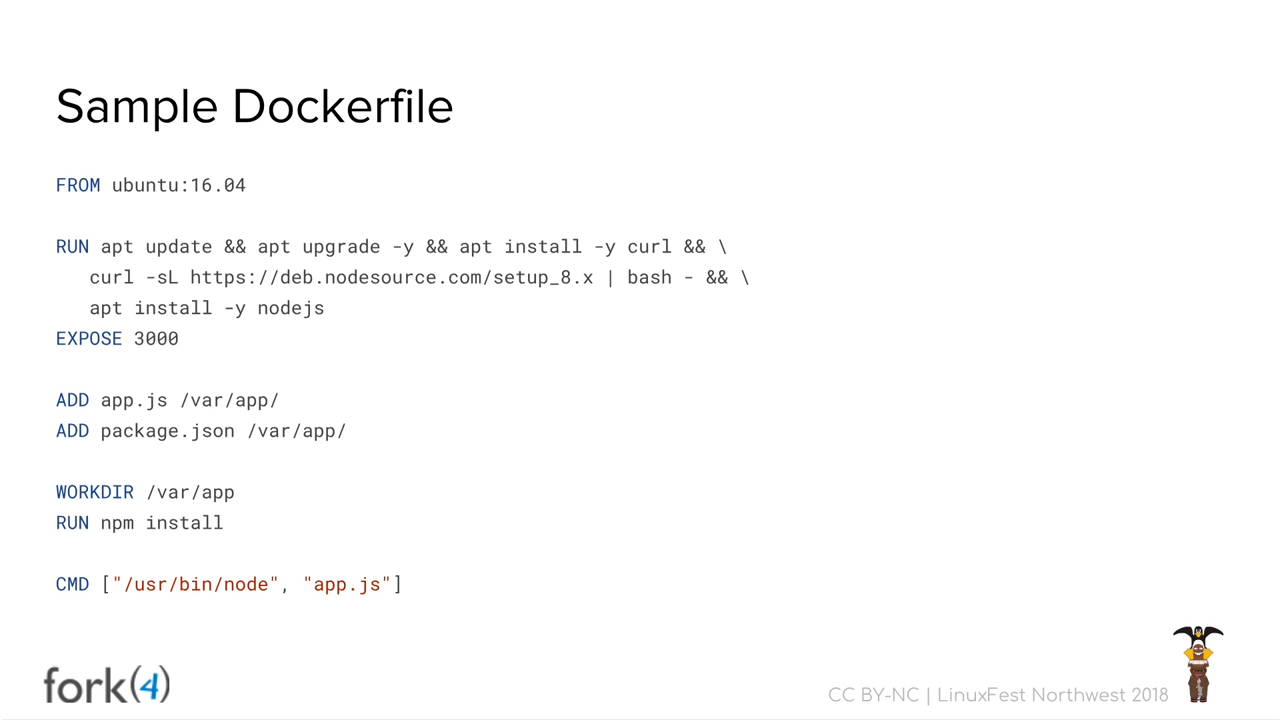 Sample Dockerfile
FROM ubuntu:16.04
RUN apt update && apt upgrade -y && apt install -y curl && \
curl -sL https://deb.nodesource.com/setup_8.x | bash - && \
apt install -y nodejs
EXPOSE 3000
ADD app.js /var/app/
ADD package.json /var/app/
WORKDIR /var/app
RUN npm install
CMD ["/usr/bin/node", "app.js"]
fork(4)
CC BY-NC | LinuxFest Northwest 2018